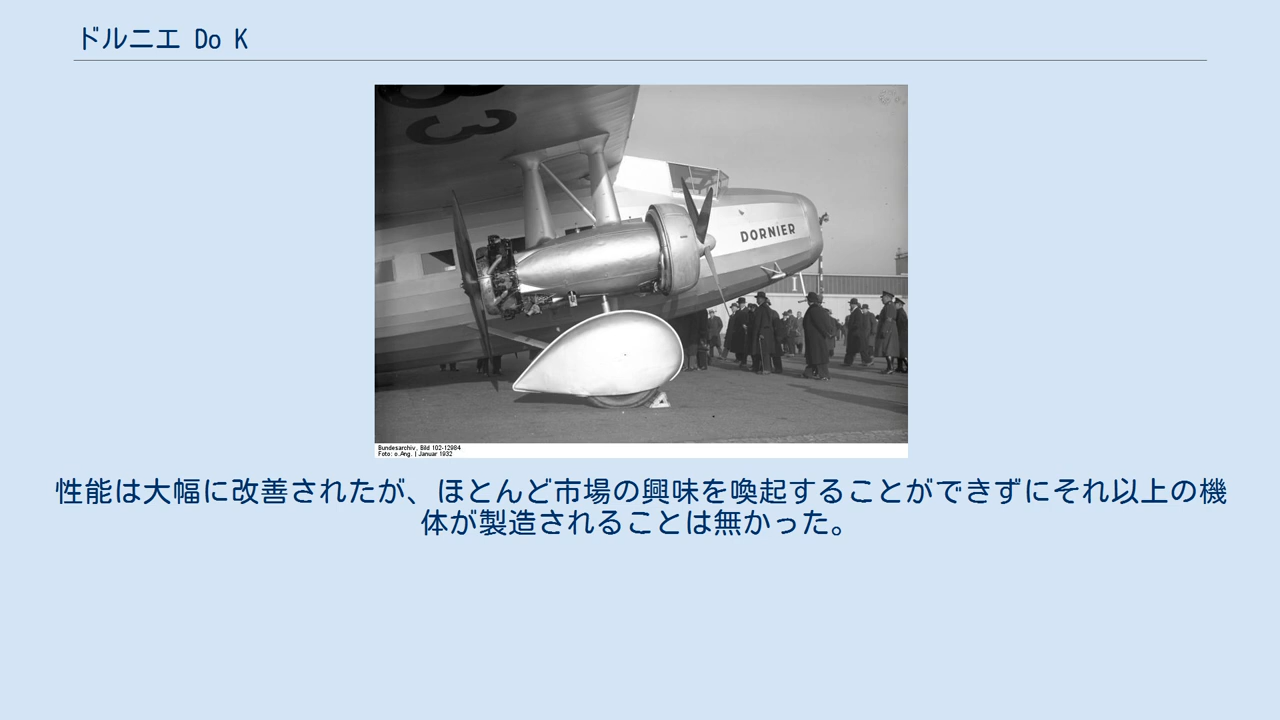 ドルニエ Do K
83
DORNIER
Bundesarchiv, Bild 102-12984
Foto: o.Ang. | Januar 1932
性能は大幅に改善されたが、ほとんど市場の興味を喚起することができずにそれ以上の機
体が製造されることは無かった。